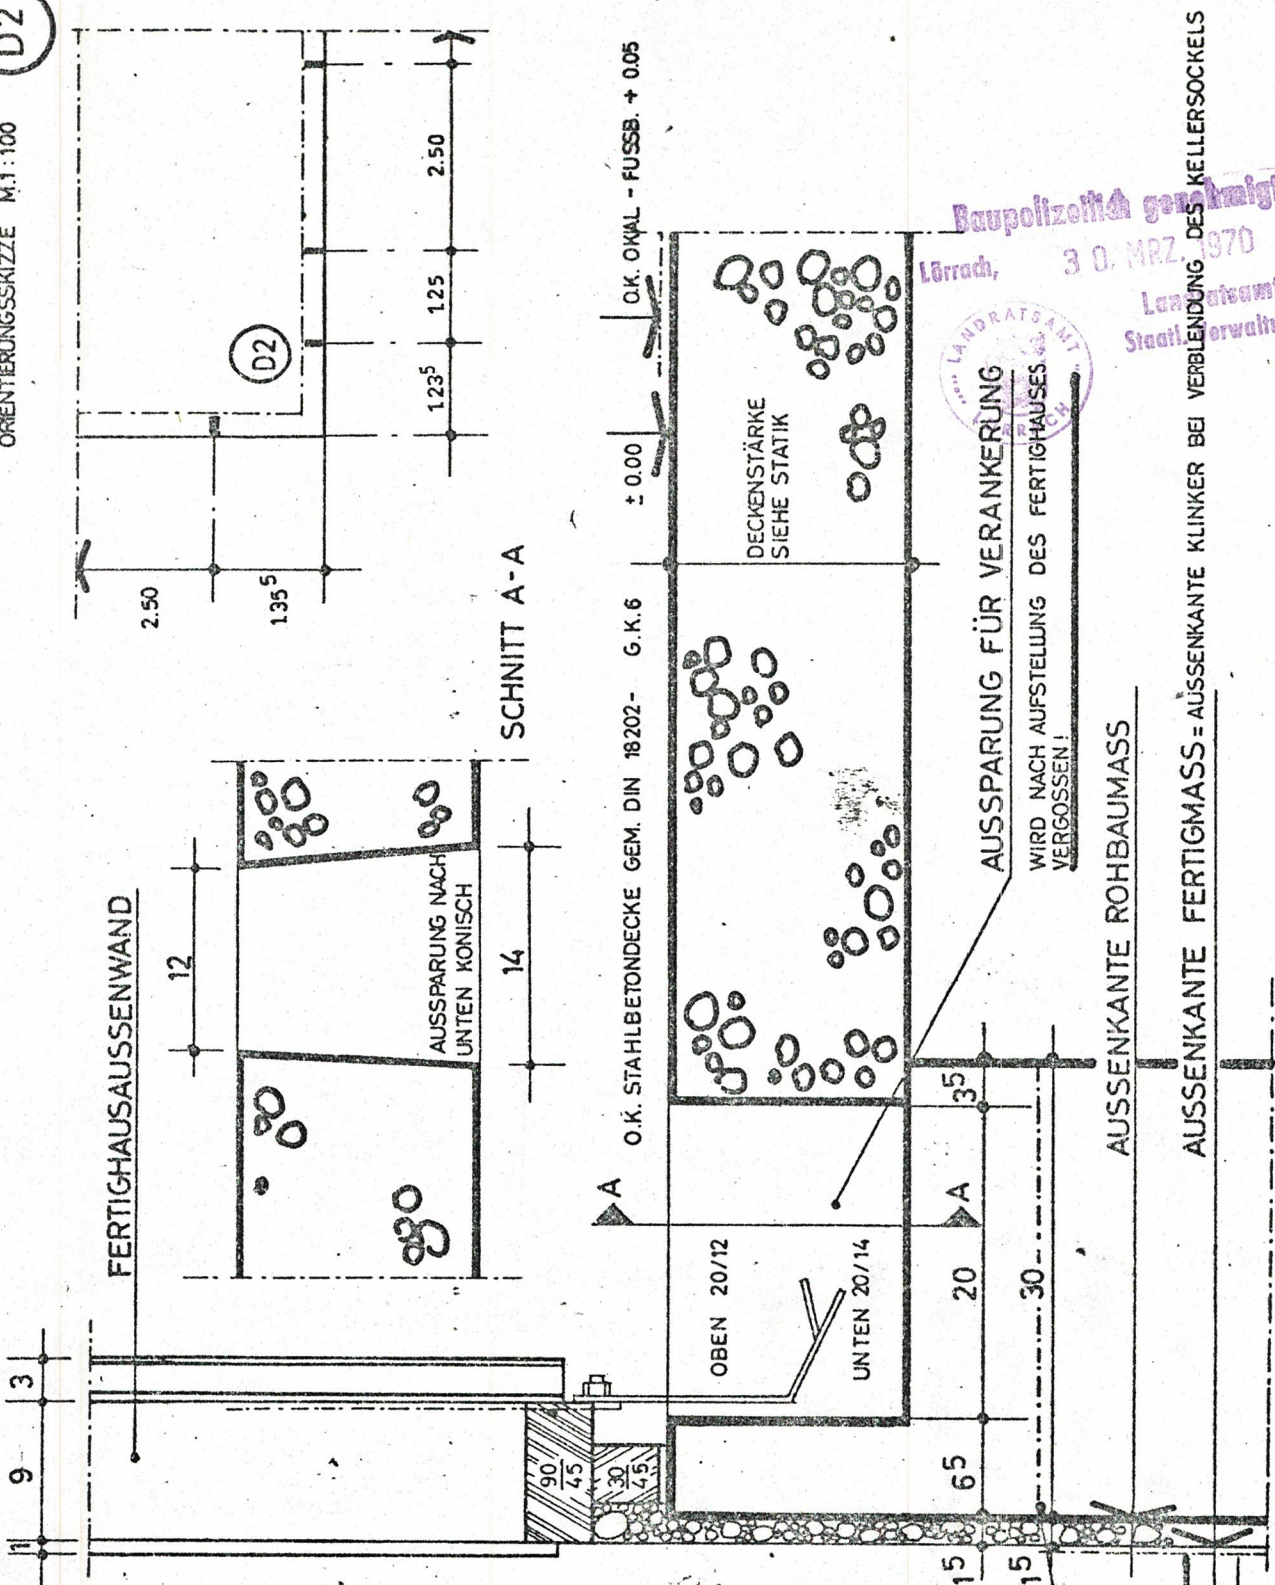 D2
ORIENTIERUNGSSKIZZE M.1:100
2.50
1.25
1.23⁵
D2
2.50
1.35⁵
SCHNITT A-A
FERTIGHAUSAUSSENWAND
12
AUSSPARUNG NACH
UNTEN KONISCH
14
3
9
1
O.K. OKAL - FUSSB. + 0.05
± 0.00
O.K. STAHLBETONDECKE GEM. DIN 18202- G.K.6
DECKENSTÄRKE
SIEHE STATIK
A
A
OBEN 20/12
UNTEN 20/14
90
45
30
45
3⁵
20
6⁵
1⁵
30
1⁵
AUSSPARUNG FÜR VERANKERUNG
WIRD NACH AUFSTELLUNG DES FERTIGHAUSES
VERGOSSEN!
AUSSENKANTE ROHBAUMASS
AUSSENKANTE FERTIGMASS = AUSSENKANTE KLINKER BEI VERBLENDUNG DES KELLERSOCKELS
Baupolizeilich genehmigt
Lörrach, 30. MRZ. 1970
Landratsamt
Staatl. Verwaltu
LANDRATSAMT
LÖRRACH